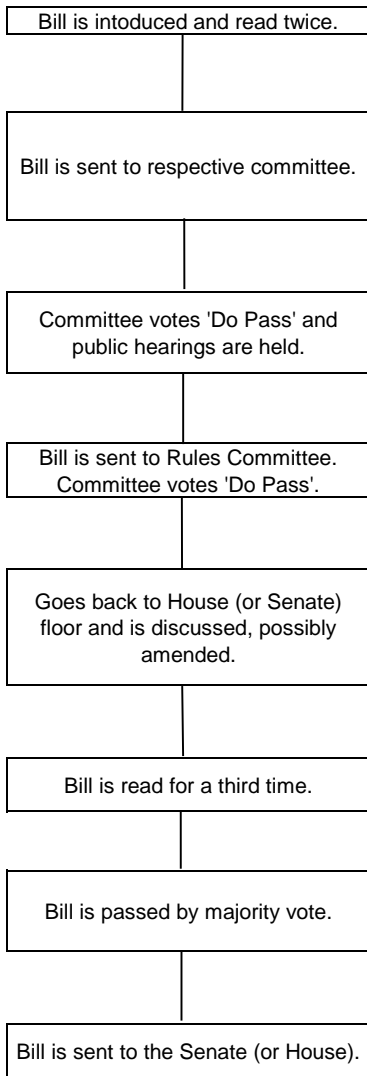 Bill is intoduced and read twice.
Bill is sent to respective committee.
Committee votes 'Do Pass' and
public hearings are held.
Bill is sent to Rules Committee.
Committee votes 'Do Pass'.
Goes back to House (or Senate)
floor and is discussed, possibly
amended.
Bill is read for a third time.
Bill is passed by majority vote.
Bill is sent to the Senate (or House).